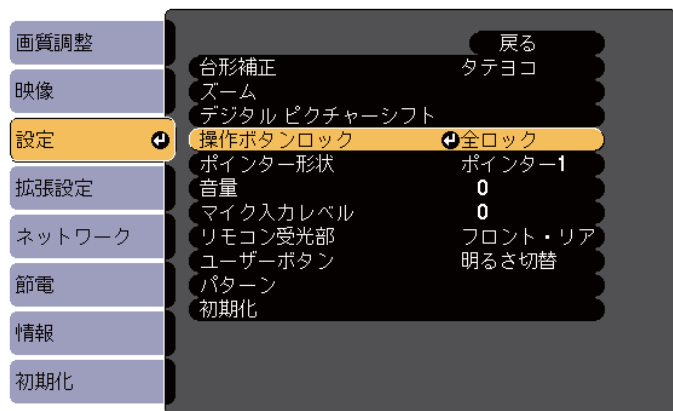 画質調整
映像
設定
拡張設定
ネットワーク
節電
情報
初期化
戻る
台形補正 タテヨコ
ズーム
デジタル ピクチャーシフト
操作ボタンロック 全ロック
ポインター形状 ポインター1
音量 0
マイク入力レベル 0
リモコン受光部 フロント・リア
ユーザーボタン 明るさ切替
パターン
初期化